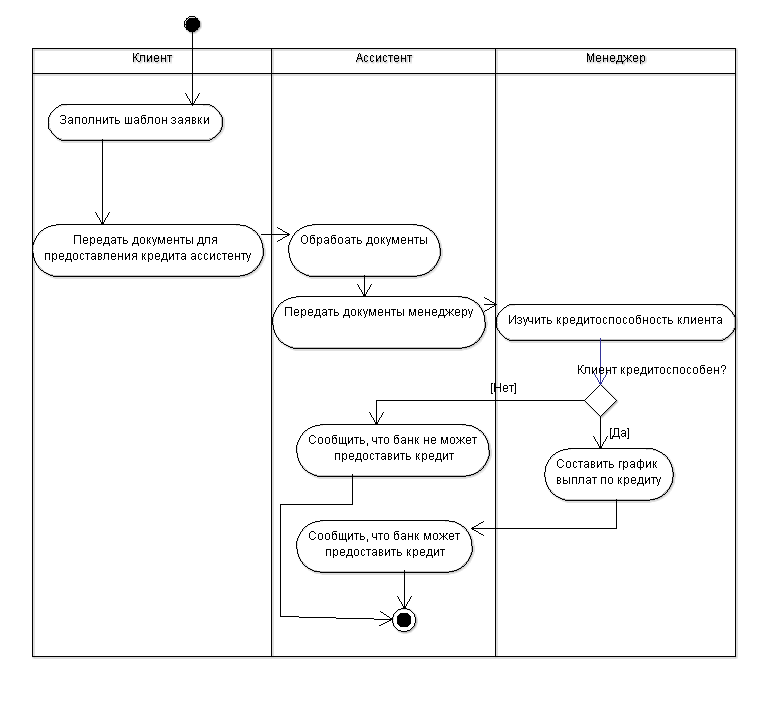 Клиент
Ассистент
Менеджер
Заполнить шаблон заявки
Передать документы для
предоставления кредита ассистенту
Обрабоать документы
Передать документы менеджеру
Изучить кредитоспособность клиента
Клиент кредитоспособен?
[Нет]
[Да]
Сообщить, что банк не может
предоставить кредит
Составить график
выплат по кредиту
Сообщить, что банк может
предоставить кредит